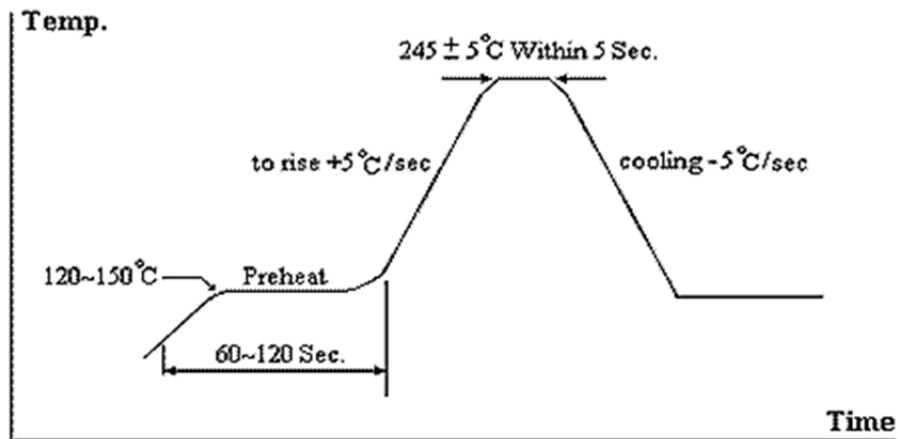 Temp.
245 ± 5°C Within 5 Sec.
to rise +5°C/sec
cooling -5°C/sec
120~150°C
Preheat
60~120 Sec.
Time